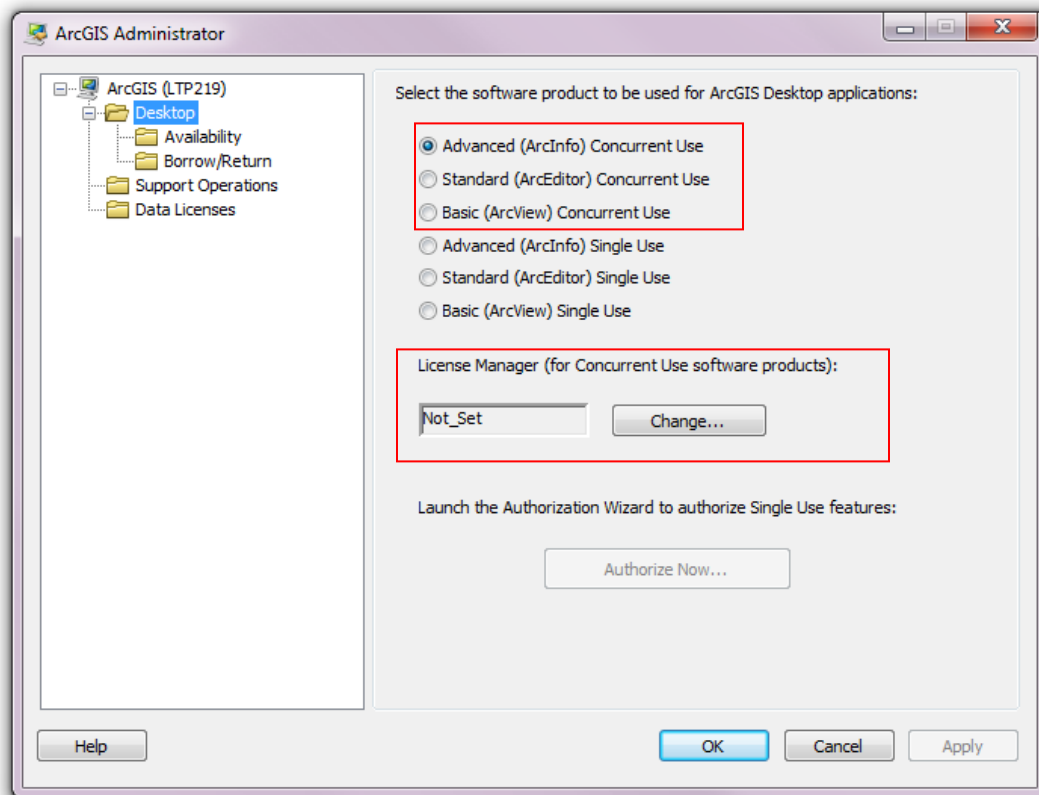 ArcGIS Administrator
ArcGIS (LTP219)
Desktop
Availability
Borrow/Return
Support Operations
Data Licenses
Select the software product to be used for ArcGIS Desktop applications:
Advanced (ArcInfo) Concurrent Use
Standard (ArcEditor) Concurrent Use
Basic (ArcView) Concurrent Use
Advanced (ArcInfo) Single Use
Standard (ArcEditor) Single Use
Basic (ArcView) Single Use
License Manager (for Concurrent Use software products):
Not_Set
Change...
Launch the Authorization Wizard to authorize Single Use features:
Authorize Now...
Help
OK
Cancel
Apply